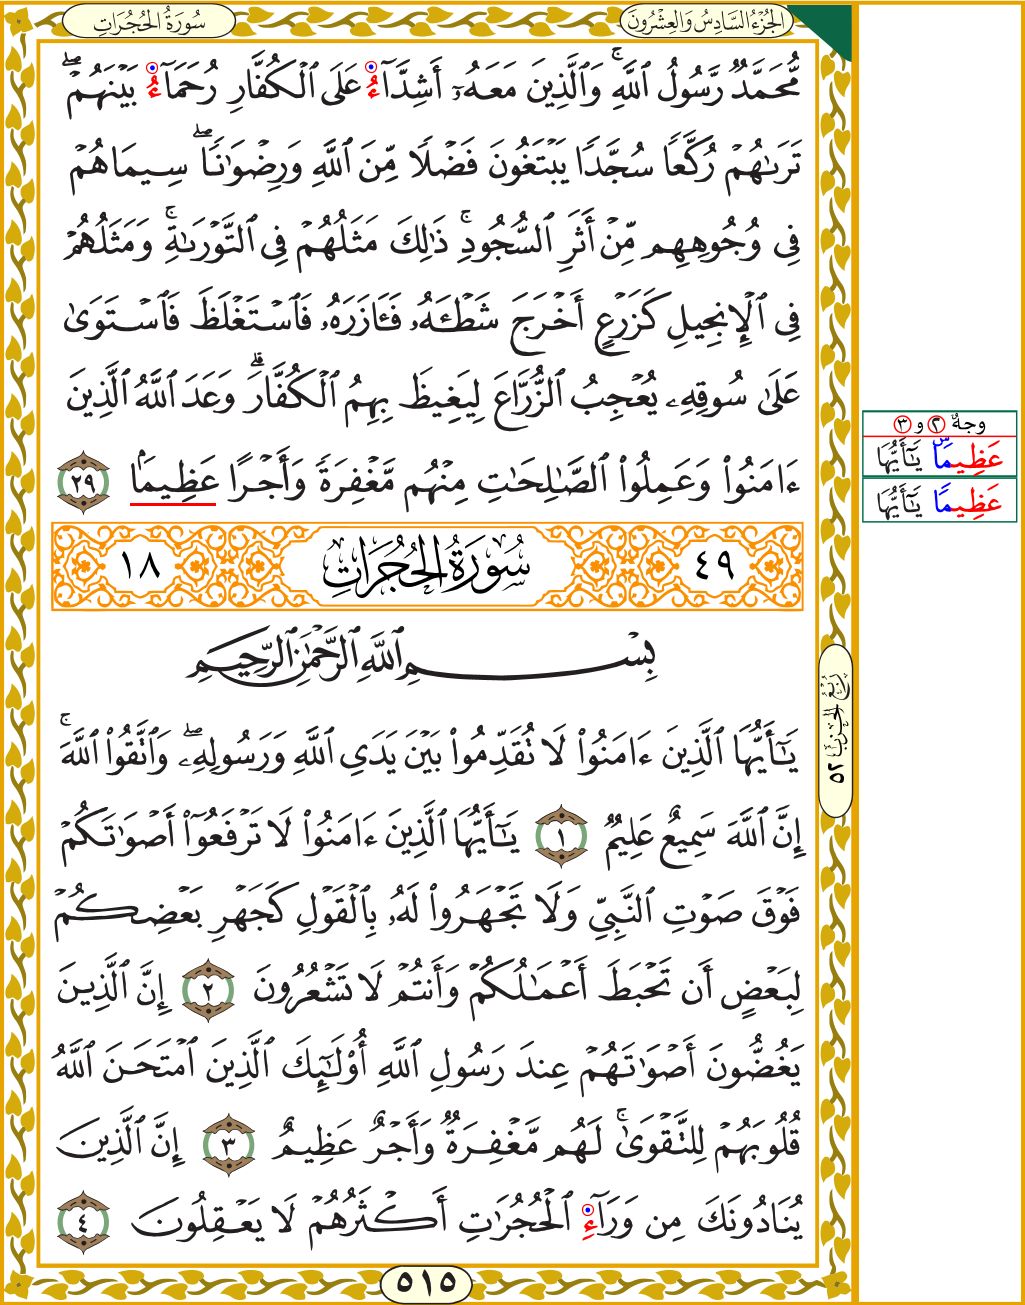 سُورَةُ الحُجُرَاتِ
الجُزْءُ السَّادِسُ وَالعِشْرُونَ
مُّحَمَّدٌ رَّسُولُ ٱللَّهِۚ وَٱلَّذِينَ مَعَهُۥٓ أَشِدَّآءُ عَلَى ٱلۡكُفَّارِ رُحَمَآءُ بَيۡنَهُمۡۖ
تَرَىٰهُمۡ رُكَّعٗا سُجَّدٗا يَبۡتَغُونَ فَضۡلٗا مِّنَ ٱللَّهِ وَرِضۡوَٰنٗاۖ سِيمَاهُمۡ
فِي وُجُوهِهِم مِّنۡ أَثَرِ ٱلسُّجُودِۚ ذَٰلِكَ مَثَلُهُمۡ فِي ٱلتَّوۡرَىٰةِۚ وَمَثَلُهُمۡ
فِي ٱلۡإِنجِيلِ كَزَرۡعٍ أَخۡرَجَ شَطۡـَٔهُۥ فَـَٔازَرَهُۥ فَٱسۡتَغۡلَظَ فَٱسۡتَوَىٰ
عَلَىٰ سُوقِهِۦ يُعۡجِبُ ٱلزُّرَّاعَ لِيَغِيظَ بِهِمُ ٱلۡكُفَّارَۗ وَعَدَ ٱللَّهُ ٱلَّذِينَ
ءَامَنُواْ وَعَمِلُواْ ٱلصَّٰلِحَٰتِ مِنۡهُم مَّغۡفِرَةٗ وَأَجۡرًا عَظِيمَۢا ٢٩
٤٩ سُورَةُ الحُجُرَاتِ ١٨
بِسۡمِ ٱللَّهِ ٱلرَّحۡمَٰنِ ٱلرَّحِيمِ
يَٰٓأَيُّهَا ٱلَّذِينَ ءَامَنُواْ لَا تُقَدِّمُواْ بَيۡنَ يَدَيِ ٱللَّهِ وَرَسُولِهِۦۖ وَٱتَّقُواْ ٱللَّهَۚ
إِنَّ ٱللَّهَ سَمِيعٌ عَلِيمٞ ١ يَٰٓأَيُّهَا ٱلَّذِينَ ءَامَنُواْ لَا تَرۡفَعُوٓاْ أَصۡوَٰتَكُمۡ
فَوۡقَ صَوۡتِ ٱلنَّبِيِّ وَلَا تَجۡهَرُواْ لَهُۥ بِٱلۡقَوۡلِ كَجَهۡرِ بَعۡضِكُمۡ
لِبَعۡضٍ أَن تَحۡبَطَ أَعۡمَٰلُكُمۡ وَأَنتُمۡ لَا تَشۡعُرُونَ ٢ إِنَّ ٱلَّذِينَ
يَغُضُّونَ أَصۡوَٰتَهُمۡ عِندَ رَسُولِ ٱللَّهِ أُوْلَٰٓئِكَ ٱلَّذِينَ ٱمۡتَحَنَ ٱللَّهُ
قُلُوبَهُمۡ لِلتَّقۡوَىٰۚ لَهُم مَّغۡفِرَةٞ وَأَجۡرٌ عَظِيمٌ ٣ إِنَّ ٱلَّذِينَ
يُنَادُونَكَ مِن وَرَآءِ ٱلۡحُجُرَٰتِ أَكۡثَرُهُمۡ لَا يَعۡقِلُونَ ٤
وجهٌ ٢ و ٣
عَظِيمًاس يَٰٓأَيُّهَا
عَظِيمًا يَٰٓأَيُّهَا
رُبُعُ الحِزْبِ ٥٢
٥١٥